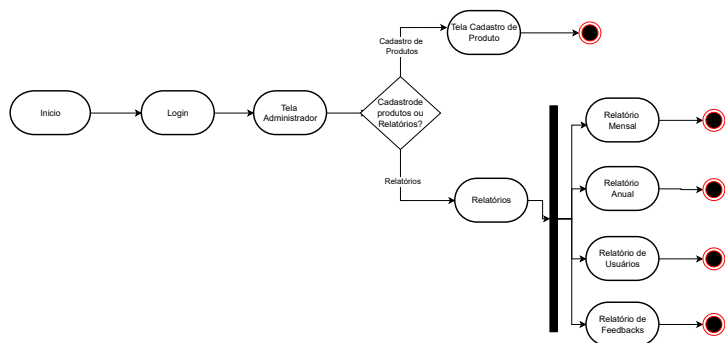 Tela Cadastro de
Produto
Cadastro de
Produtos
Inicio
Login
Tela
Administrador
Cadastrode
produtos ou
Relatórios?
Relatórios
Relatórios
Relatório
Mensal
Relatório
Anual
Relatório de
Usuários
Relatório de
Feedbacks